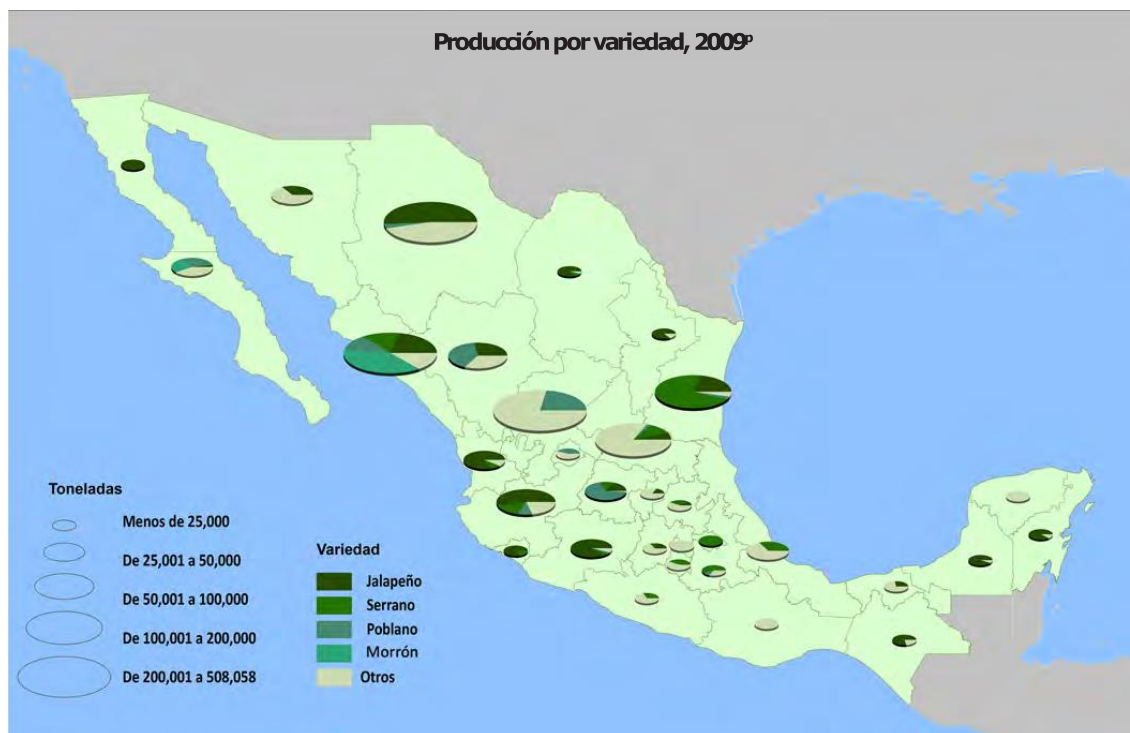 Producción por variedad, 2009ᵖ
Toneladas
Menos de 25,000
De 25,001 a 50,000
De 50,001 a 100,000
De 100,001 a 200,000
De 200,001 a 508,058
Variedad
Jalapeño
Serrano
Poblano
Morrón
Otros